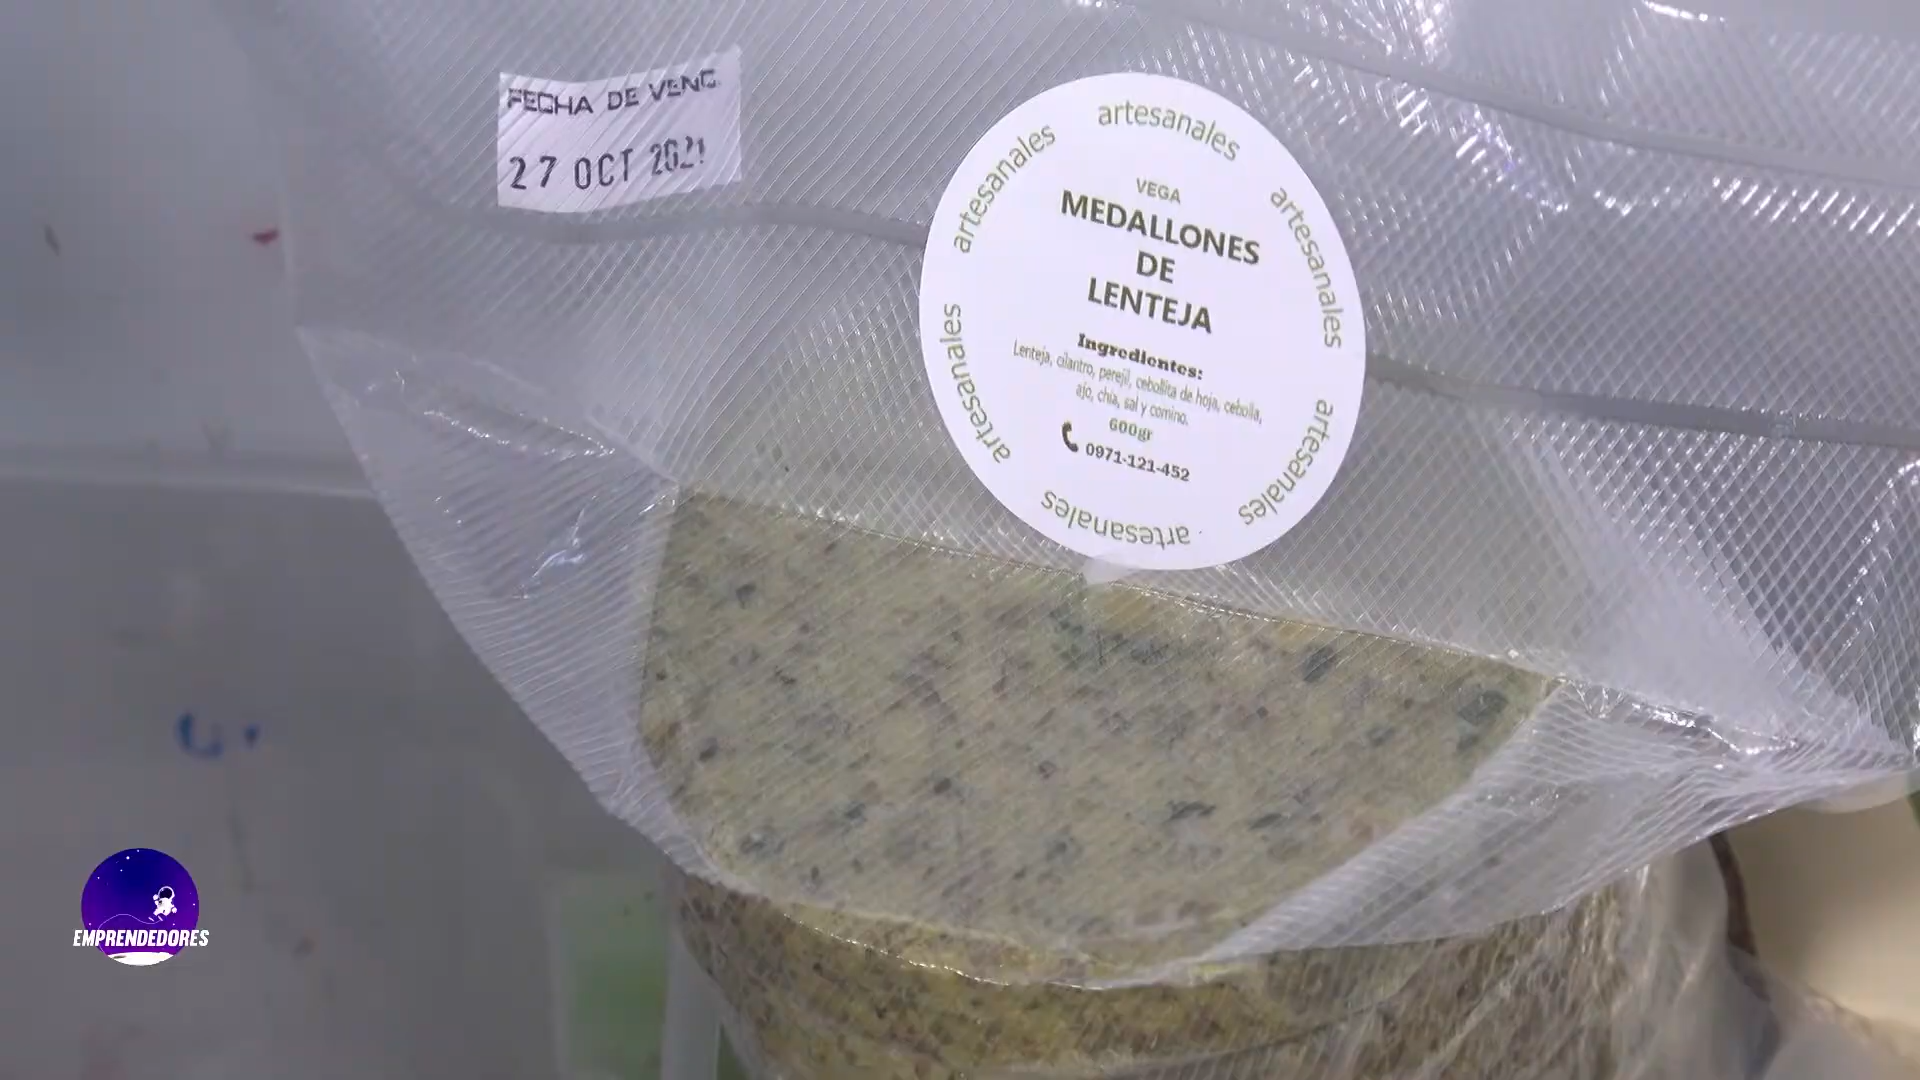 FECHA DE VENC.
27 OCT 2021
artesanales
artesanales
artesanales
artesanales
artesanales
artesanales
VEGA
MEDALLONES
DE
LENTEJA
Ingredientes:
Lenteja, cilantro, perejil, cebollita de hoja, cebolla,
ajo, chía, sal y comino.
600gr
0971-121-452
EMPRENDEDORES